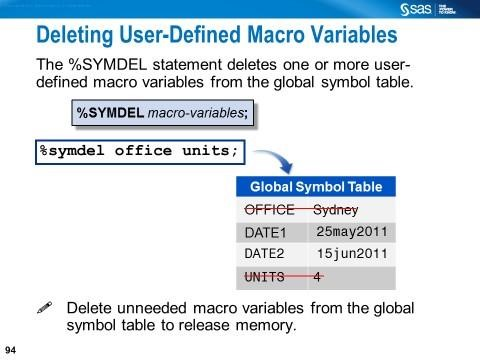 sas THE POWER TO KNOW
Deleting User-Defined Macro Variables
The %SYMDEL statement deletes one or more user-
defined macro variables from the global symbol table.
%SYMDEL macro-variables;
%symdel office units;
Global Symbol Table
OFFICE Sydney
DATE1 25may2011
DATE2 15jun2011
UNITS 4
Delete unneeded macro variables from the global
symbol table to release memory.
94